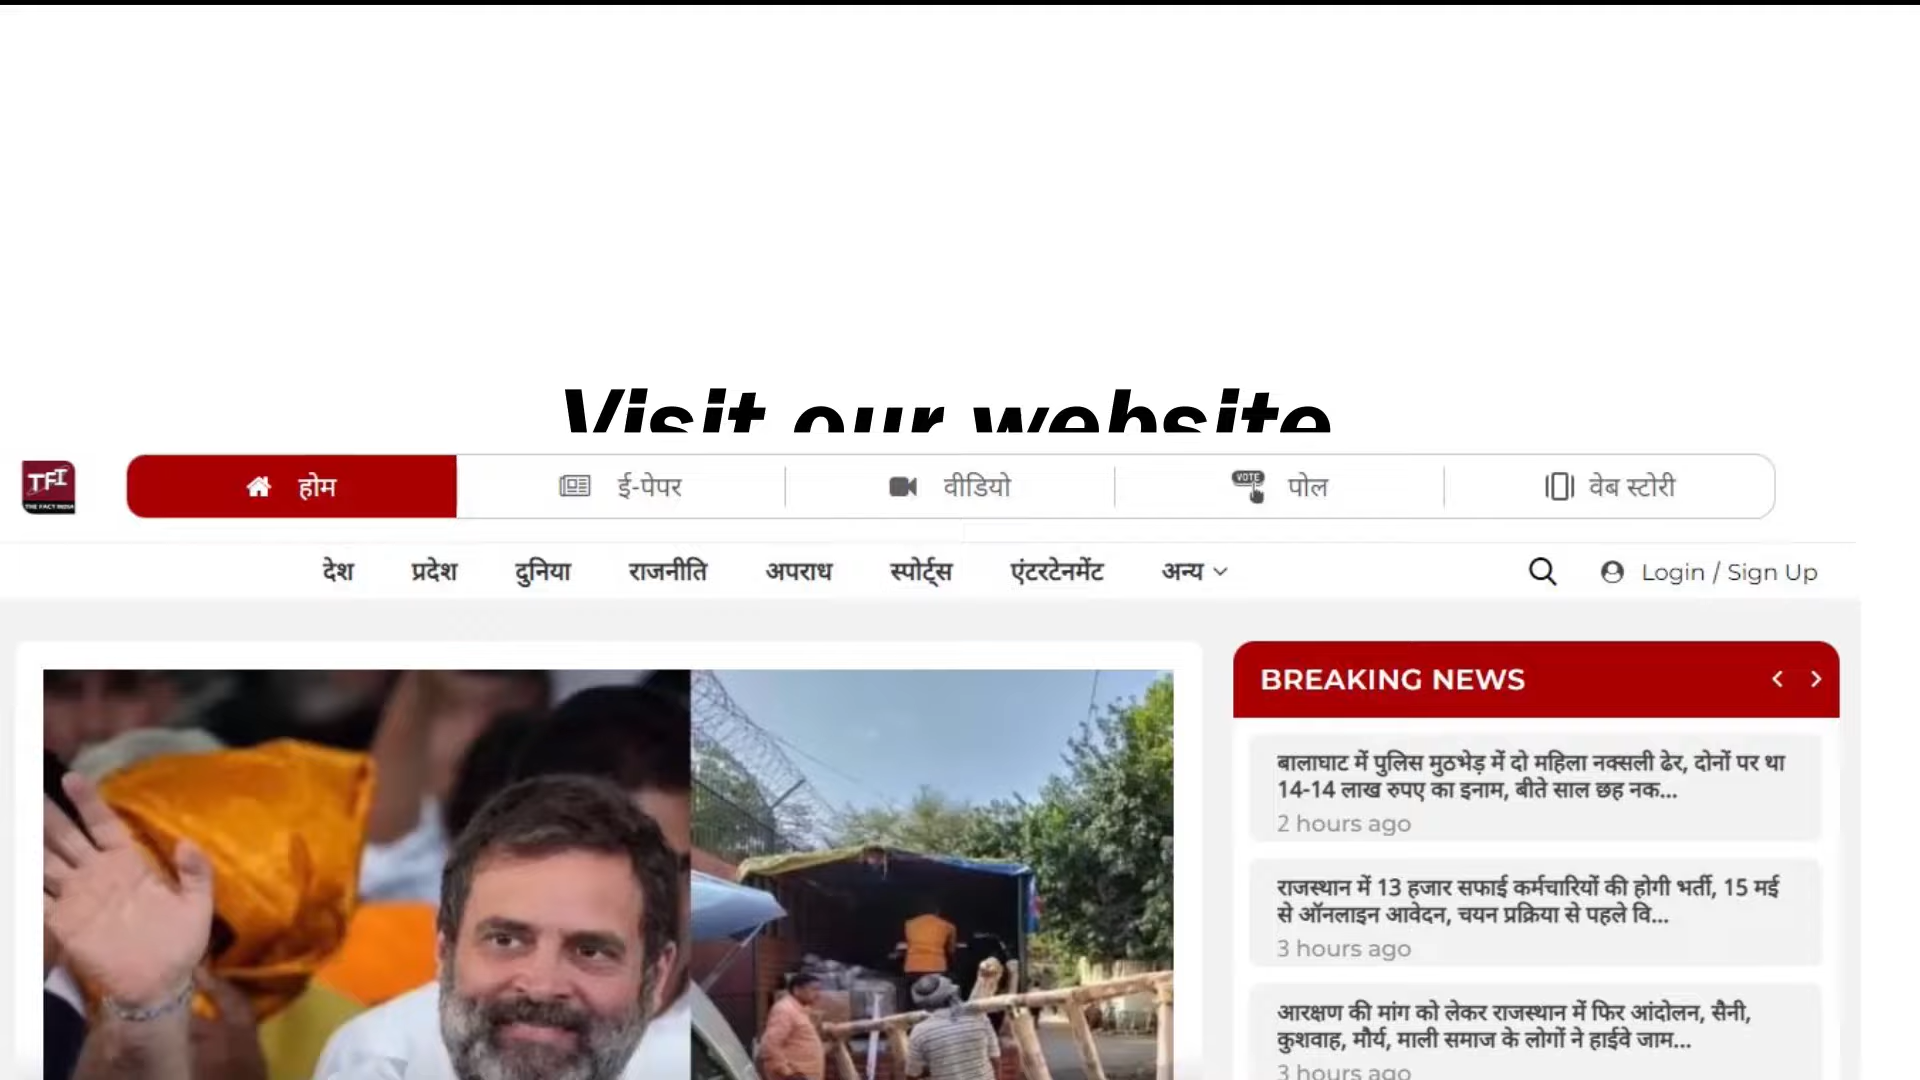 Visit our website
TFI
THE FACT INDIA
होम
ई-पेपर
वीडियो
VOTE
पोल
वेब स्टोरी
देश
प्रदेश
दुनिया
राजनीति
अपराध
स्पोर्ट्स
एंटरटेनमेंट
अन्य
Login / Sign Up
BREAKING NEWS
बालाघाट में पुलिस मुठभेड़ में दो महिला नक्सली ढेर, दोनों पर था
14-14 लाख रुपए का इनाम, बीते साल छह नक...
2 hours ago
राजस्थान में 13 हजार सफाई कर्मचारियों की होगी भर्ती, 15 मई
से ऑनलाइन आवेदन, चयन प्रक्रिया से पहले वि...
3 hours ago
आरक्षण की मांग को लेकर राजस्थान में फिर आंदोलन, सैनी,
कुशवाह, मौर्य, माली समाज के लोगों ने हाईवे जाम...
3 hours ago